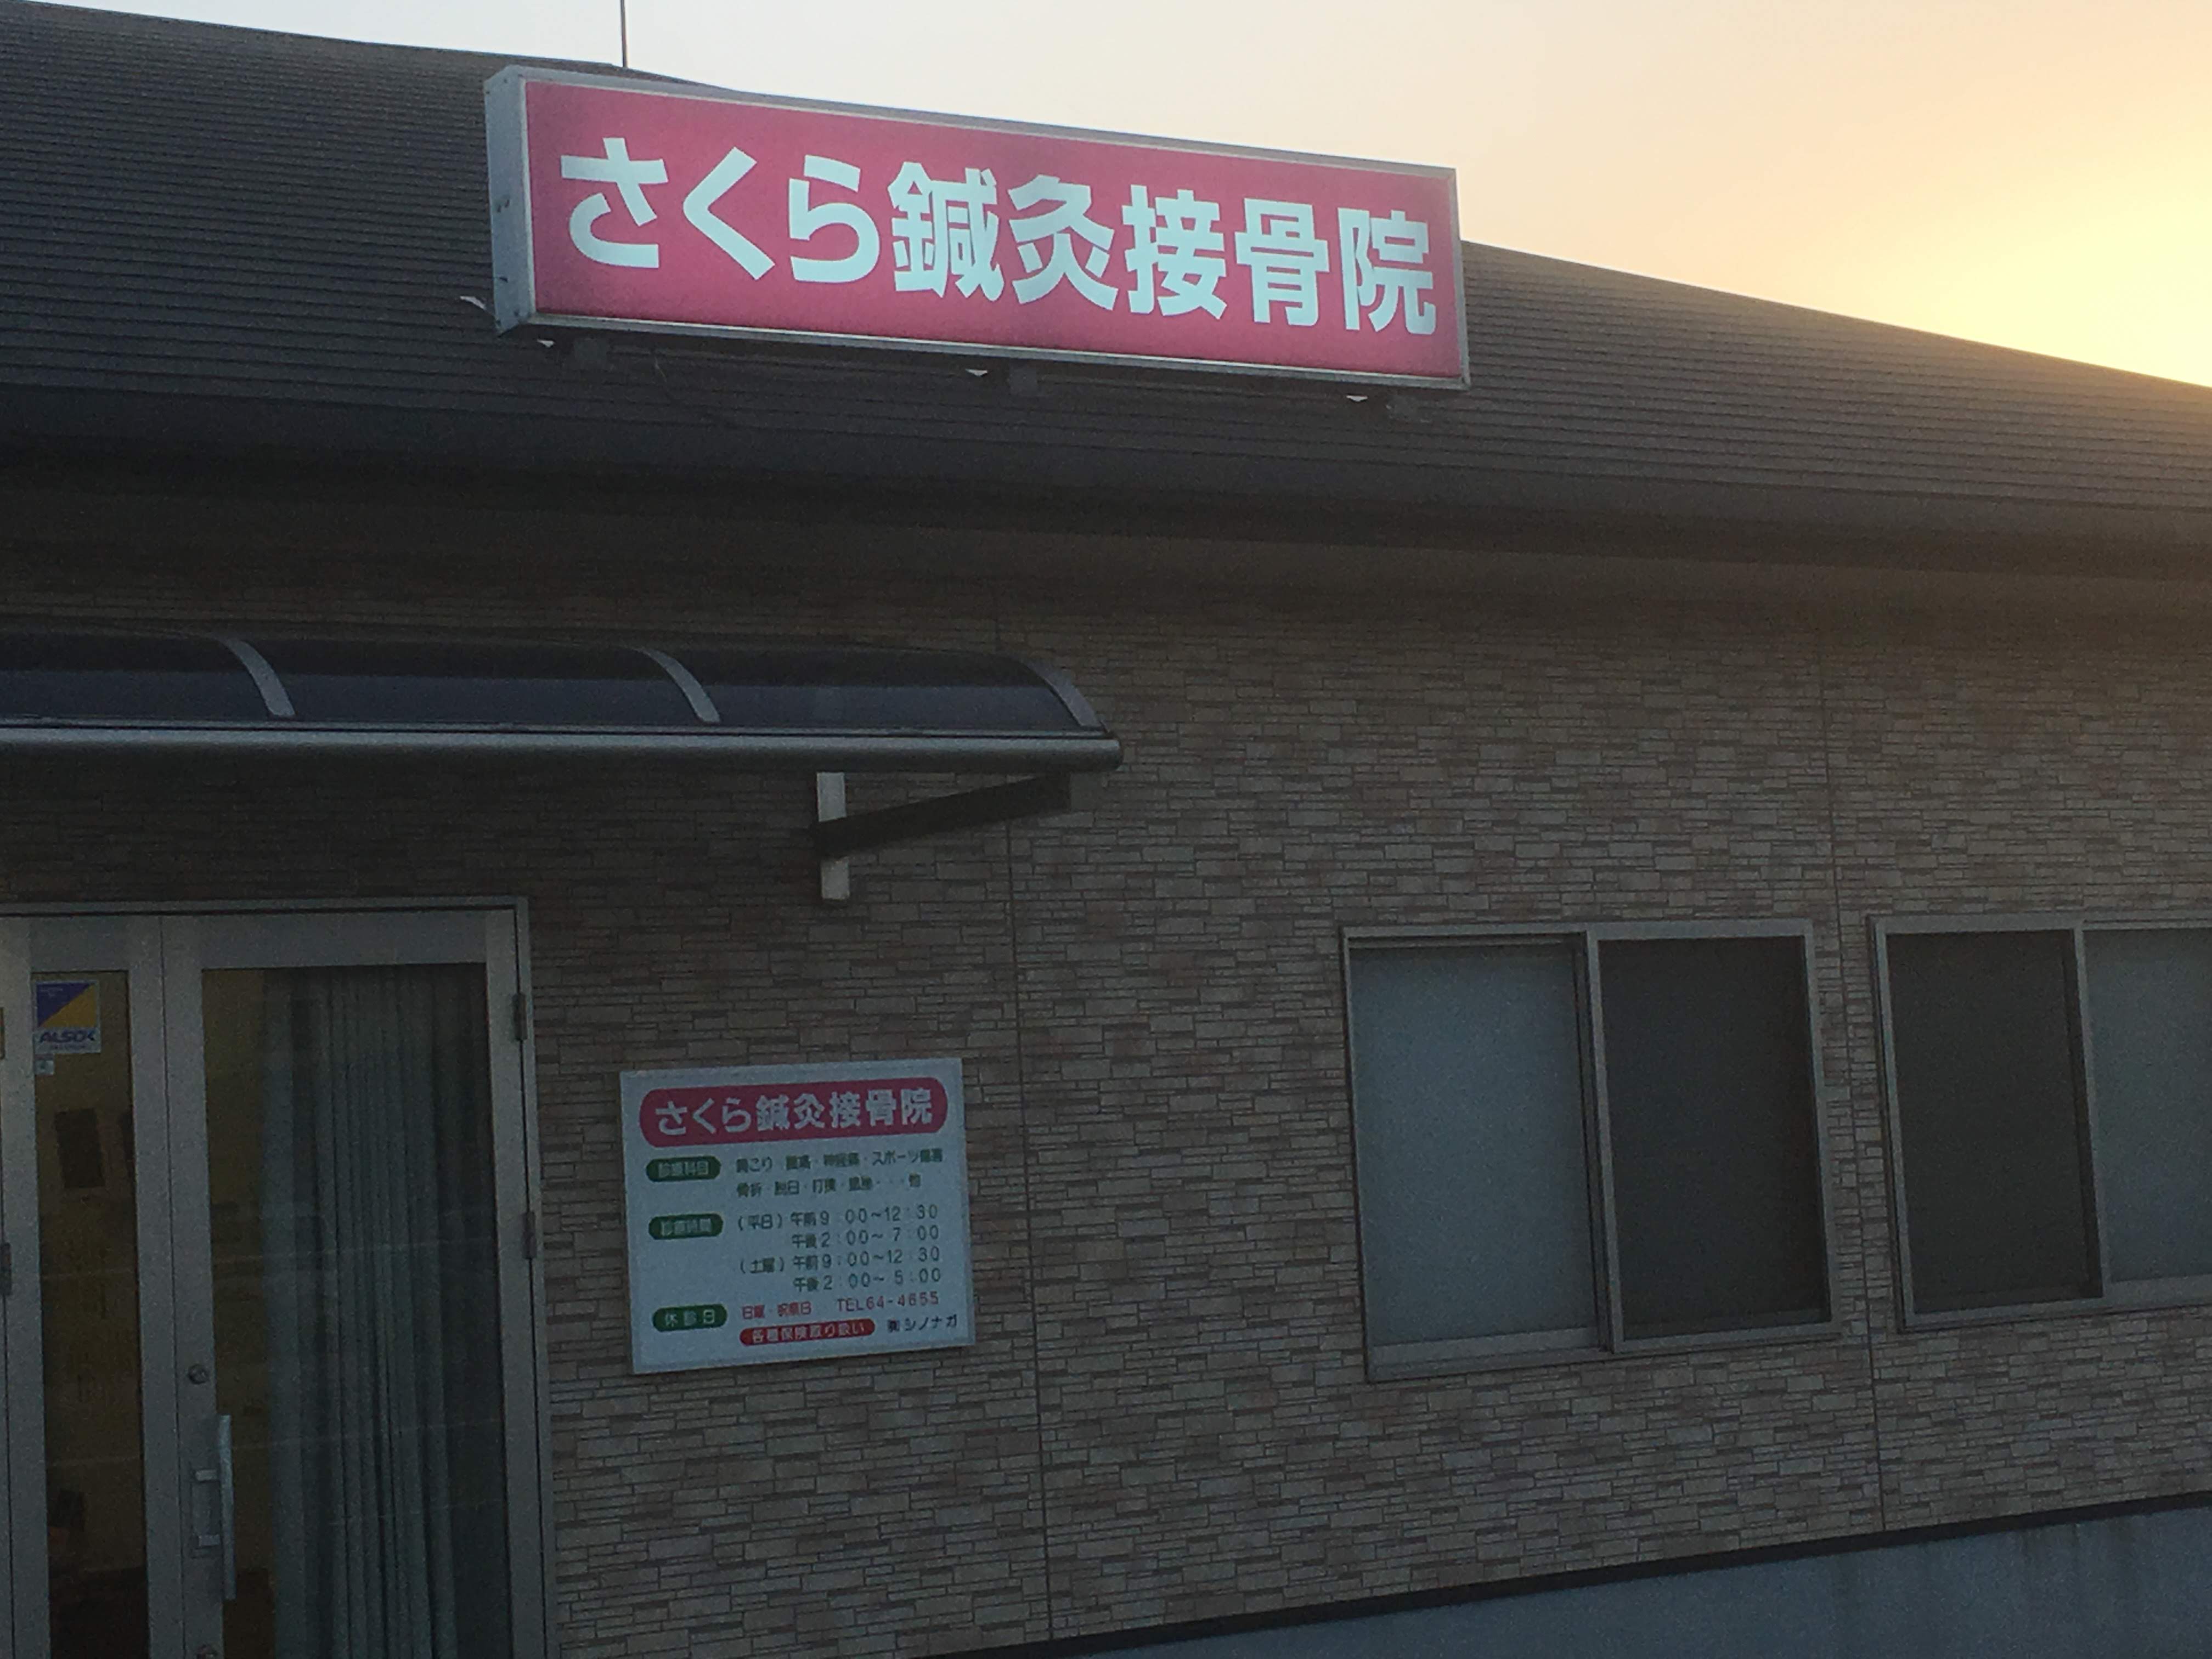 さくら鍼灸接骨院
ALSOK
さくら鍼灸接骨院
診療科目 肩こり・腰痛・神経痛・スポーツ傷害
骨折・脱臼・打撲・捻挫・・・他
診療時間 (平日) 午前9:00~12:30
午後2:00~7:00
(土曜) 午前9:00~12:30
午後2:00~5:00
休診日 日曜・祝祭日 TEL64-4655
各種保険取り扱い ㈲シノナガ